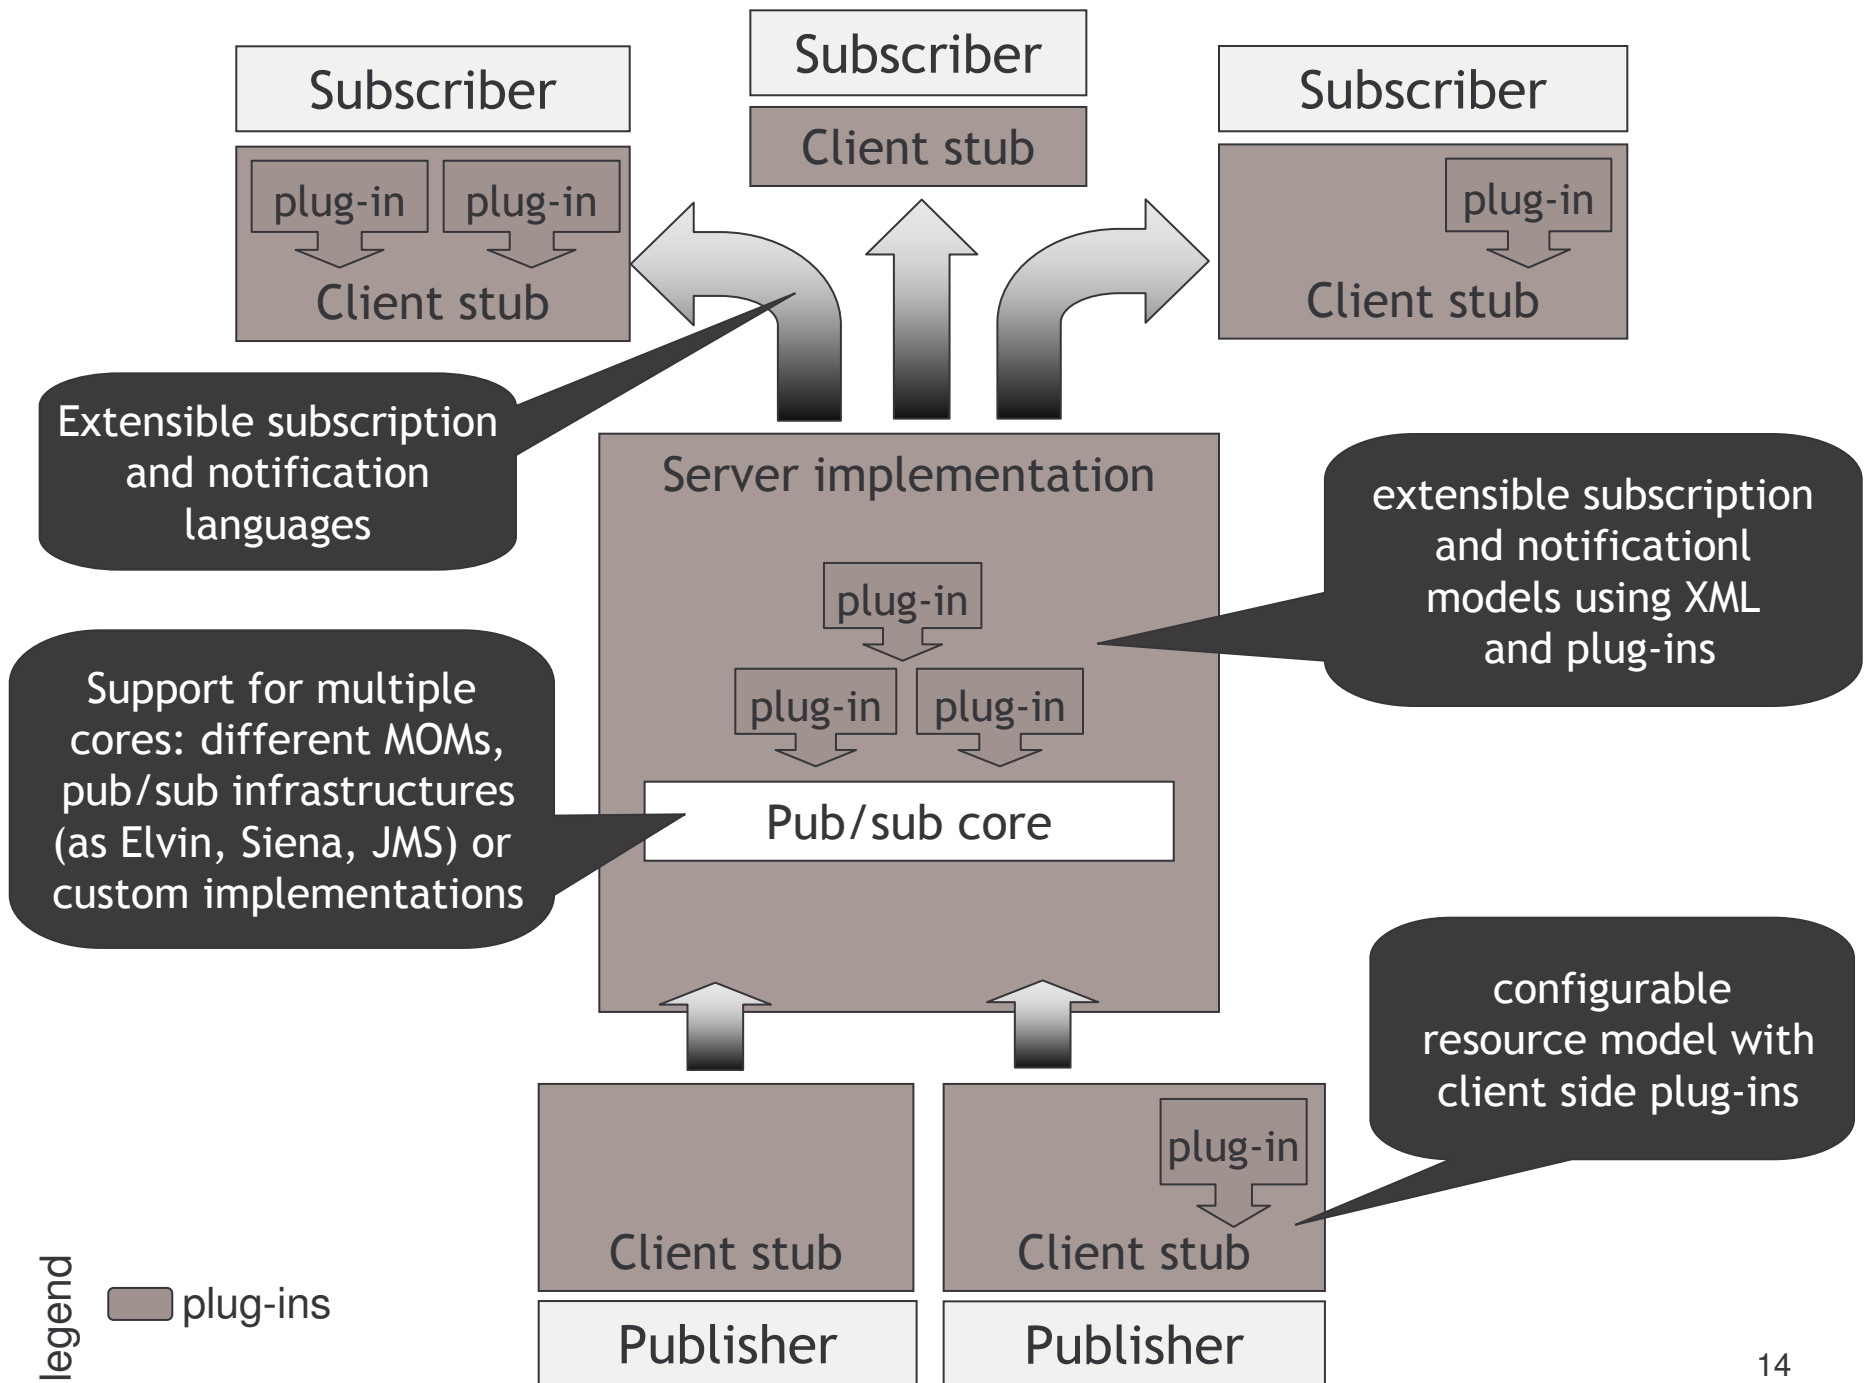 Subscriber
Subscriber
Subscriber
Client stub
plug-in
plug-in
Client stub
plug-in
Client stub
Extensible subscription
and notification
languages
Server implementation
extensible subscription
and notificationl
models using XML
and plug-ins
plug-in
plug-in
plug-in
Support for multiple
cores: different MOMs,
pub/sub infrastructures
(as Elvin, Siena, JMS) or
custom implementations
Pub/sub core
configurable
resource model with
client side plug-ins
plug-in
Client stub
Client stub
legend
plug-ins
Publisher
Publisher
14